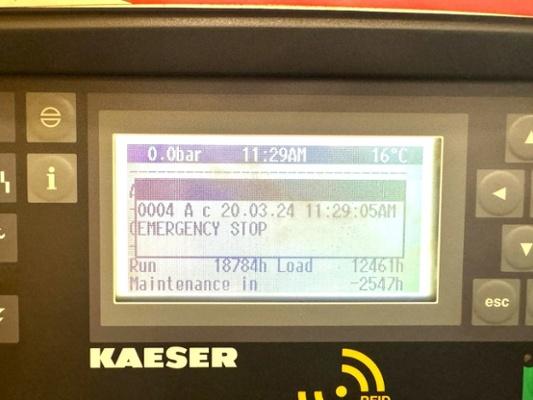 0.0bar 11:29AM 16°C
0004 A c 20.03.24 11:29:05AM
EMERGENCY STOP
Run 18784h Load 12461h
Maintenance in -2547h
esc
i
KAESER
RFID